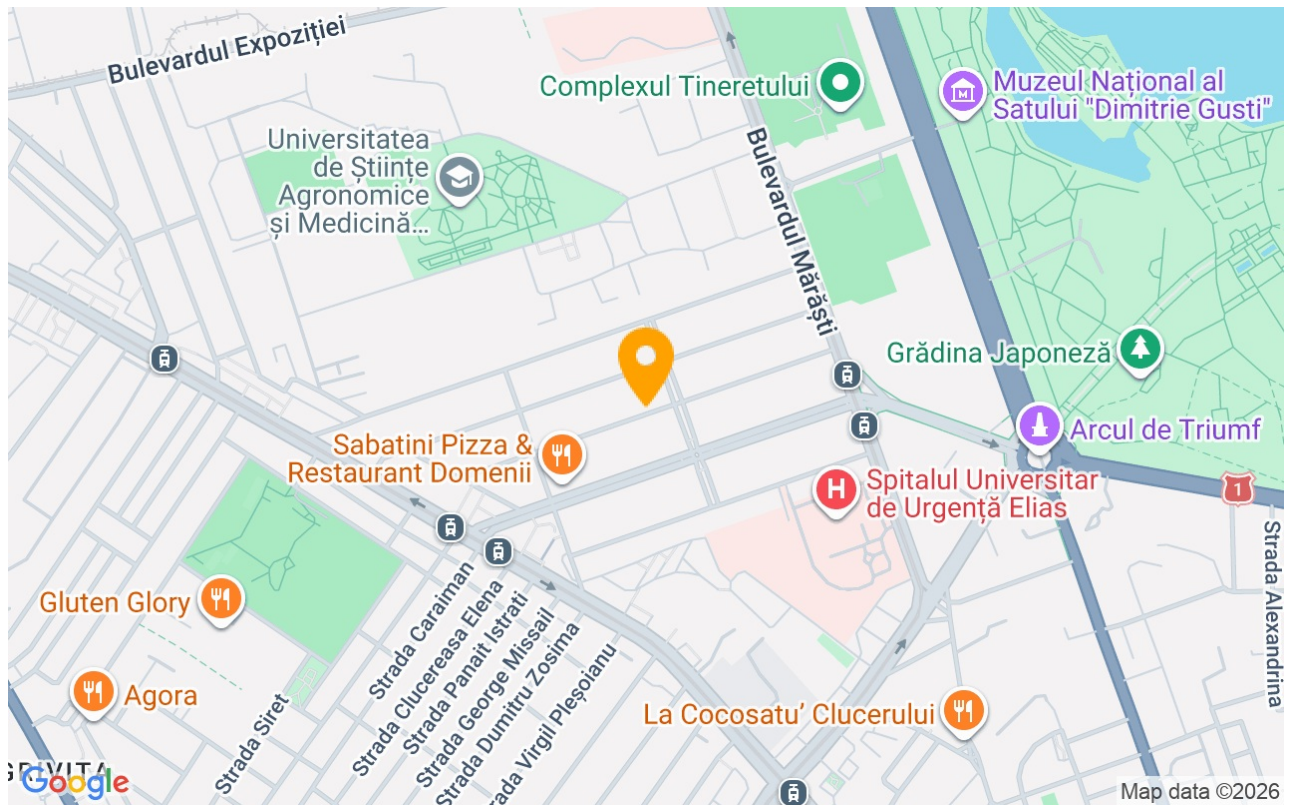 Bulevardul Expoziției
Complexul Tineretului
Muzeul Național al
Satului "Dimitrie Gusti"
Universitatea
de Științe
Agronomice
și Medicină...
Bulevardul Mărăști
Grădina Japoneză
Arcul de Triumf
Sabatini Pizza &
Restaurant Domenii
H
Spitalul Universitar
de Urgență Elias
1
Strada Alexandrina
Gluten Glory
Agora
Strada Siret
Strada Caraiman
Strada Clucereasa Elena
Strada Panait Istrati
Strada George Missail
Strada Dumitru Zosima
rada Virgil Pleșoianu
La Cocosatu' Clucerului
Google
Map data ©2026